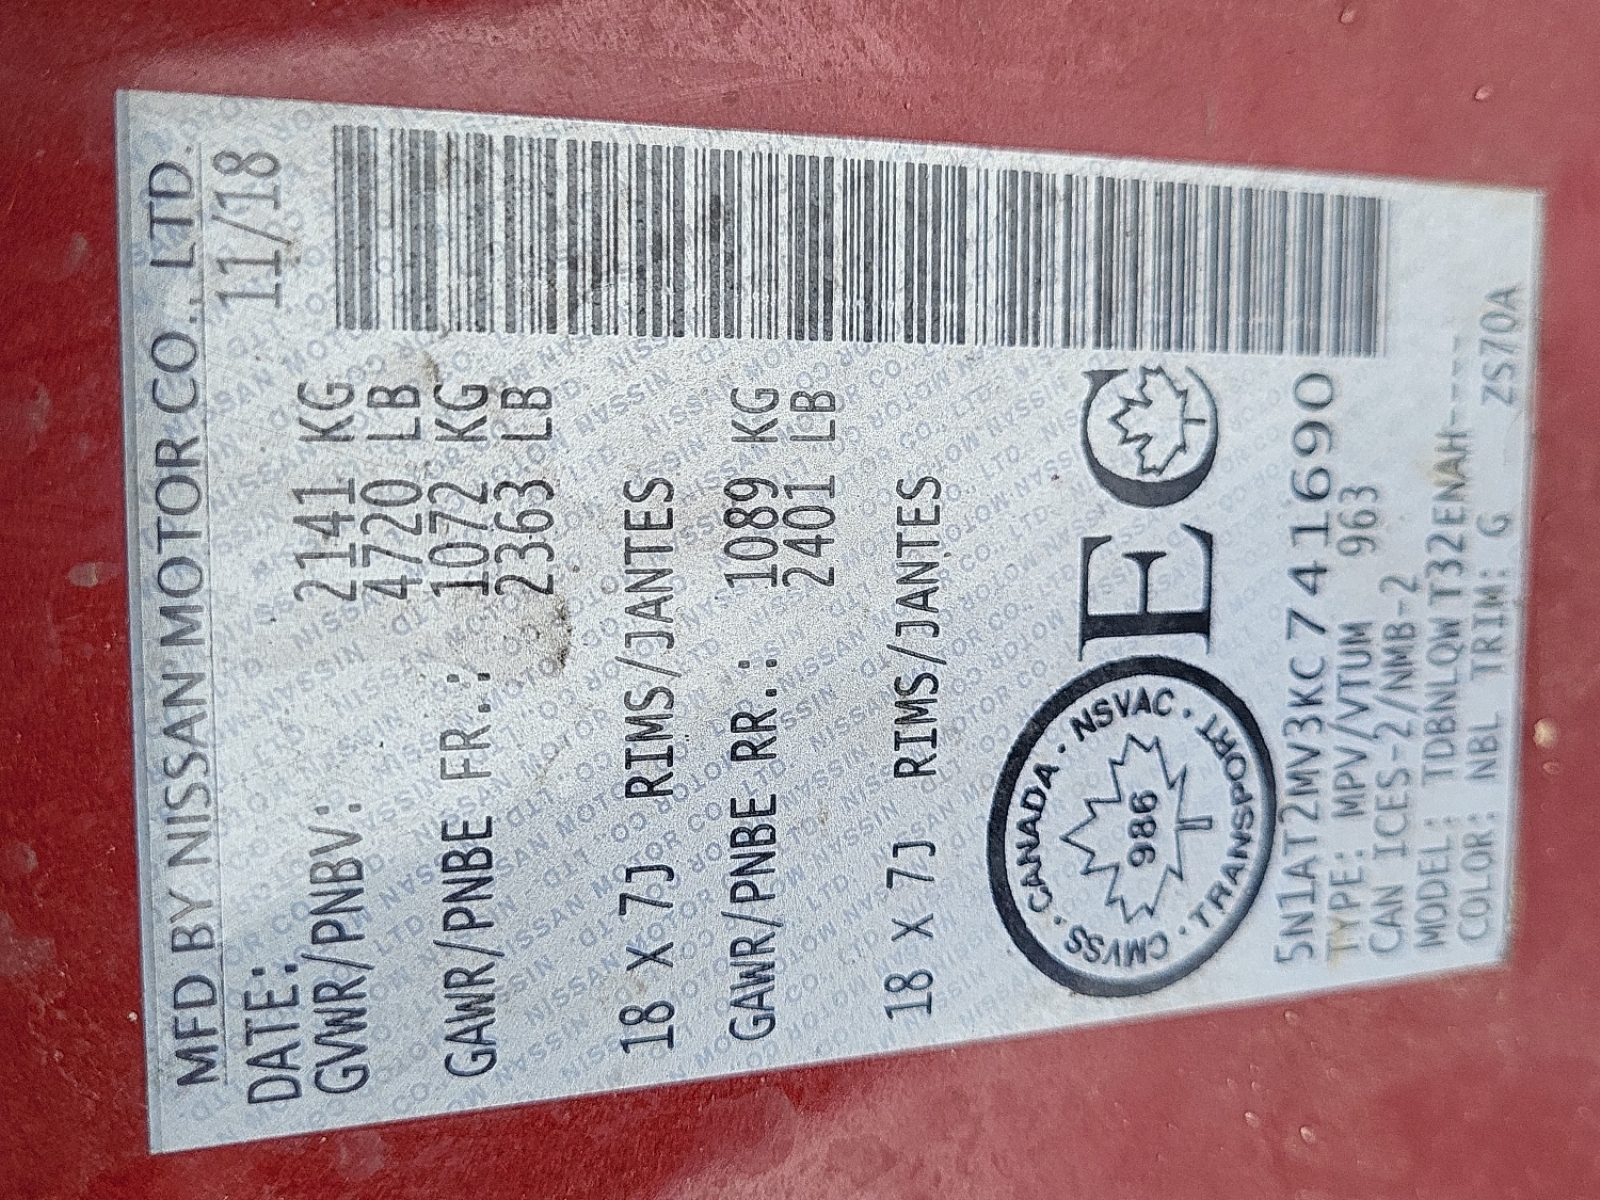 MFD BY NISSAN MOTOR CO., LTD.
DATE: 11/18
GVWR/PNBV: 2141 KG
4720 LB
GAWR/PNBE FR.: 1072 KG
2363 LB
18 X 7J RIMS/JANTES
GAWR/PNBE RR.: 1089 KG
2401 LB
18 X 7J RIMS/JANTES
CANADA · NSVAC · TRANSPORT · CMVSS ·
986
EC
5N1AT2MV3KC741690
TYPE: MPV/VTUM 963
CAN ICES-2/NMB-2
MODEL: TDBNLQWT32ENAH----
COLOR: NBL TRIM: G ZS70A